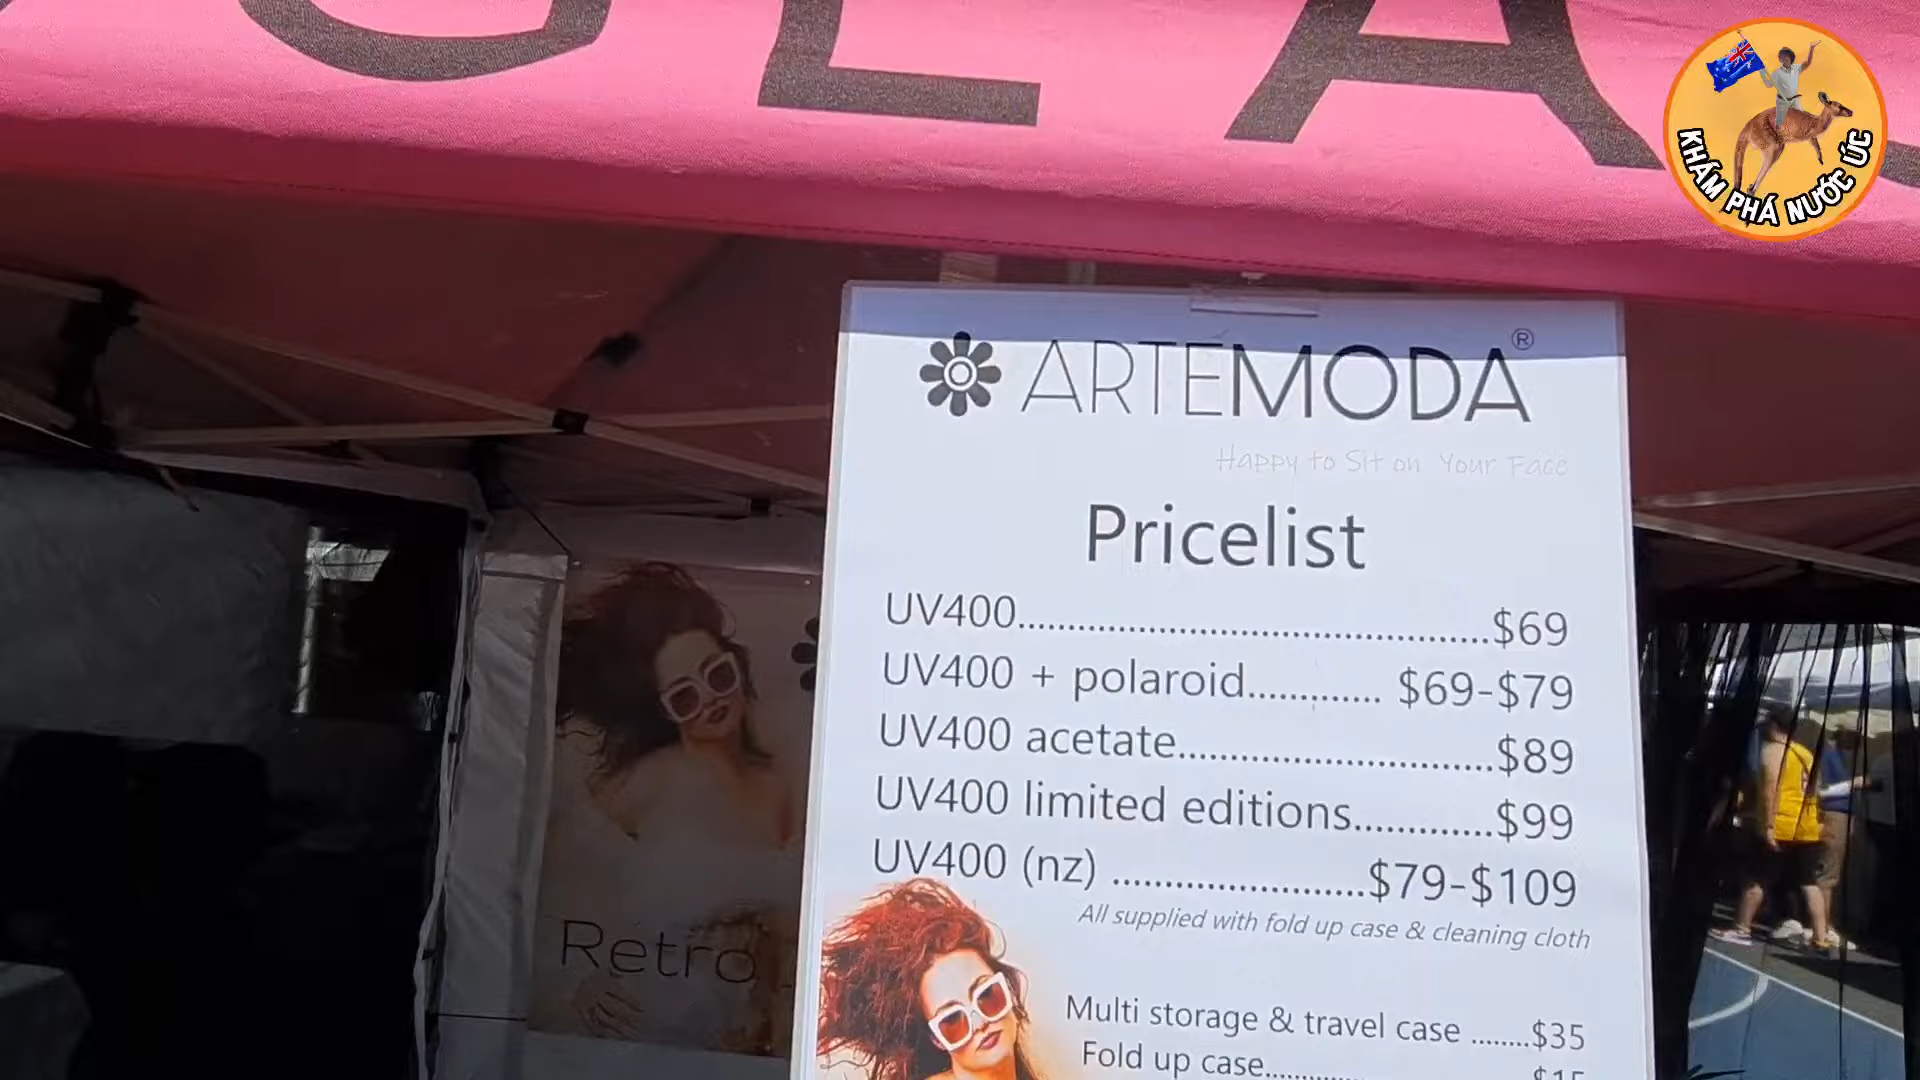 KHÁM PHÁ NƯỚC ÚC
ARTÉMODA®
Happy to Sit on Your Face
Pricelist
UV400..............................................$69
UV400 + polaroid............. $69-$79
UV400 acetate...............................$89
UV400 limited editions.............$99
UV400 (nz) ........................$79-$109
All supplied with fold up case & cleaning cloth
Multi storage & travel case ........$35
Fold up case............
Retro